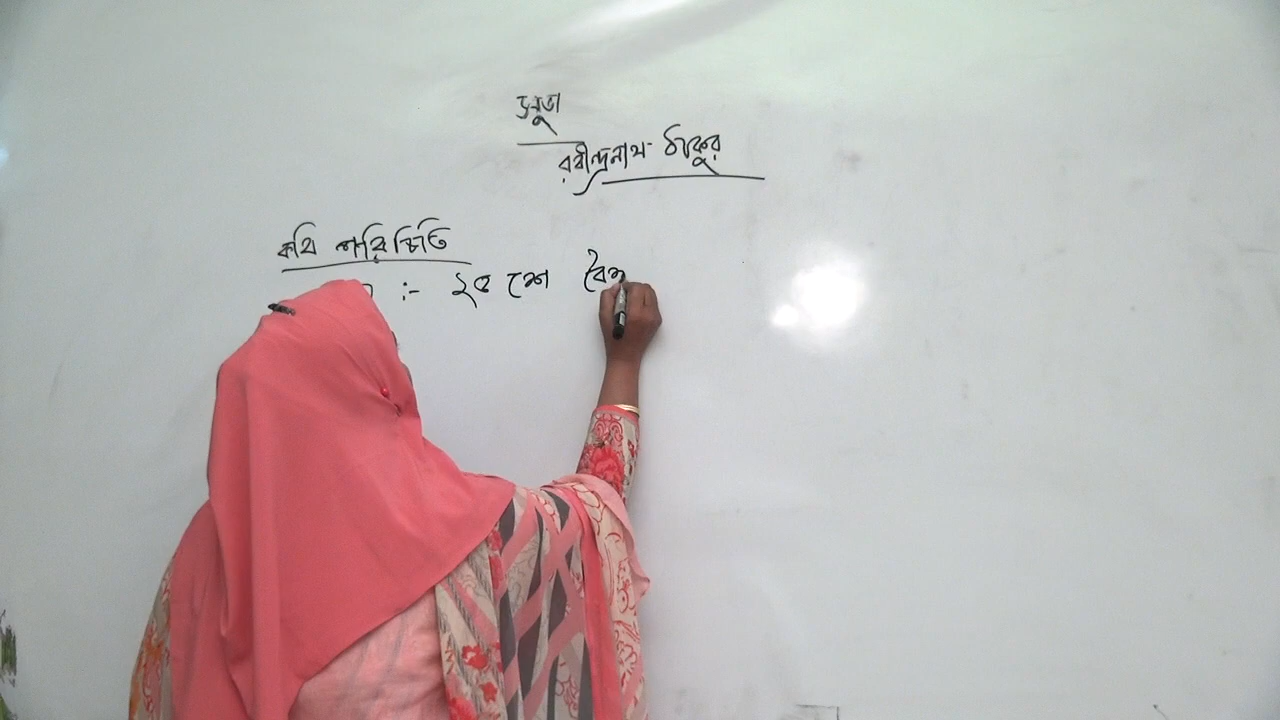 রবীন্দ্রনাথ ঠাকুর
কবি পরিচিতি
:- ২৫ শে বৈশ